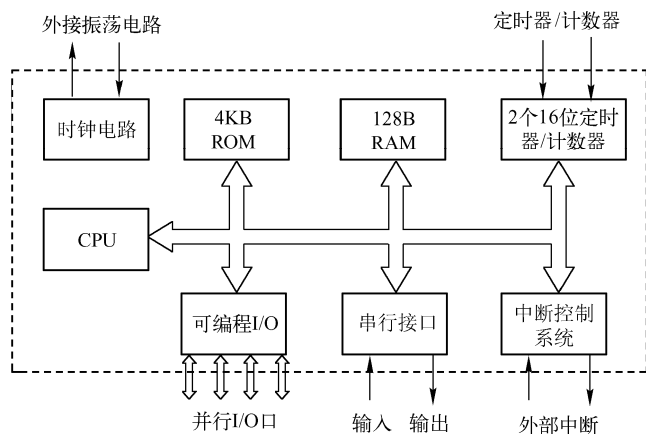 外接振荡电路
定时器/计数器
时钟电路
4KB
ROM
128B
RAM
2个16位定时
器/计数器
CPU
可编程I/O
串行接口
中断控制
系统
并行I/O口
输入
输出
外部中断